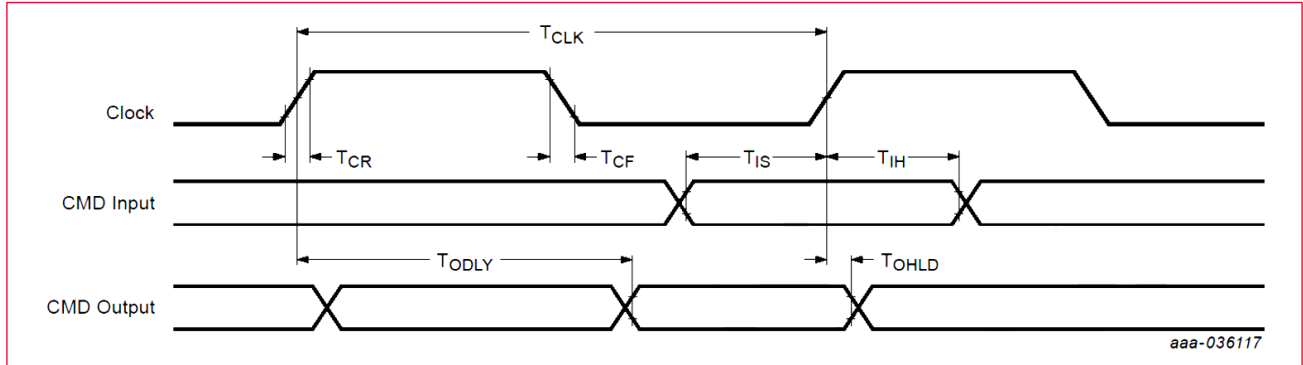 TCLK
Clock
TCR
TCF
TIS
TIH
CMD Input
TODLY
TOHLD
CMD Output
aaa-036117